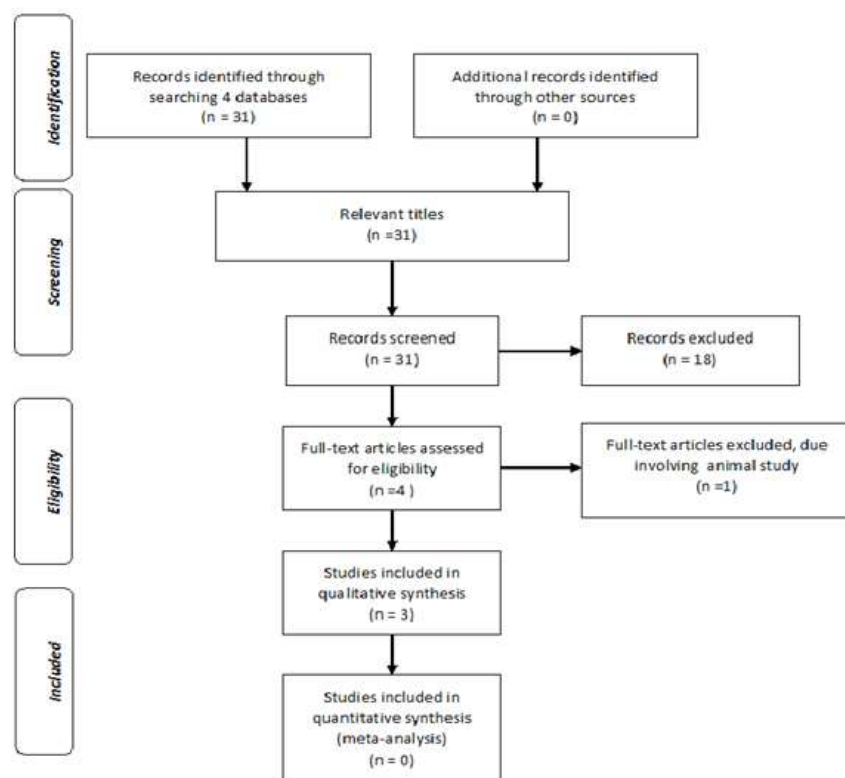 Identification
Records identified through
searching 4 databases
(n = 31)
Additional records identified
through other sources
(n = 0)
Screening
Relevant titles
(n =31)
Records screened
(n = 31)
Records excluded
(n = 18)
Eligibility
Full-text articles assessed
for eligibility
(n =4 )
Full-text articles excluded, due
involving animal study
(n =1)
Included
Studies included in
qualitative synthesis
(n = 3)
Studies included in
quantitative synthesis
(meta-analysis)
(n = 0)